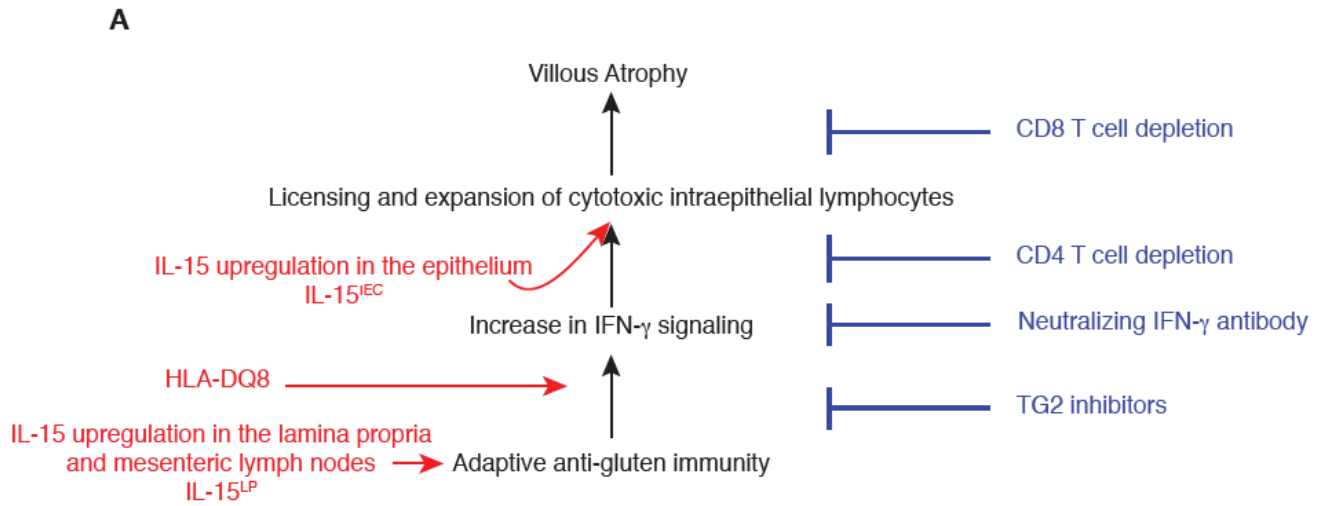 A
Villous Atrophy
CD8 T cell depletion
Licensing and expansion of cytotoxic intraepithelial lymphocytes
IL-15 upregulation in the epithelium
IL-15IEC
CD4 T cell depletion
Increase in IFN-γ signaling
Neutralizing IFN-γ antibody
HLA-DQ8
TG2 inhibitors
IL-15 upregulation in the lamina propria
and mesenteric lymph nodes
IL-15LP
Adaptive anti-gluten immunity